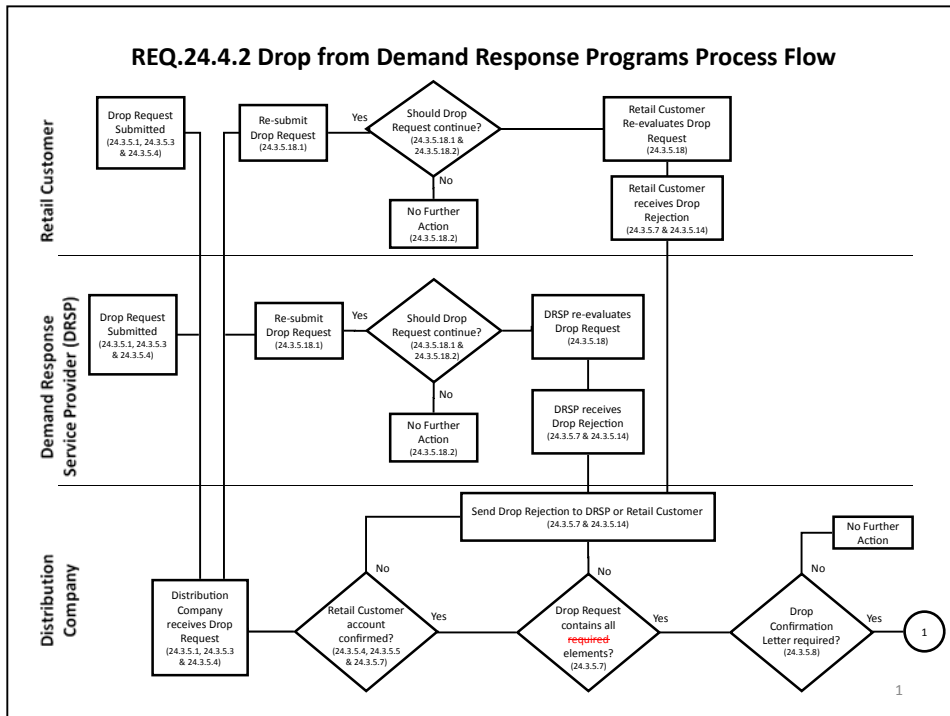 REQ.24.4.2 Drop from Demand Response Programs Process Flow
Retail Customer
Drop Request
Submitted
(24.3.5.1, 24.3.5.3
& 24.3.5.4)
Re-submit
Drop Request
(24.3.5.18.1)
Yes
Should Drop
Request continue?
(24.3.5.18.1 &
24.3.5.18.2)
No
No Further
Action
(24.3.5.18.2)
Retail Customer
Re-evaluates Drop
Request
(24.3.5.18)
Retail Customer
receives Drop
Rejection
(24.3.5.7 & 24.3.5.14)
Demand Response
Service Provider (DRSP)
Drop Request
Submitted
(24.3.5.1, 24.3.5.3
& 24.3.5.4)
Re-submit
Drop Request
(24.3.5.18.1)
Yes
Should Drop
Request continue?
(24.3.5.18.1 &
24.3.5.18.2)
No
No Further
Action
(24.3.5.18.2)
DRSP re-evaluates
Drop Request
(24.3.5.18)
DRSP receives
Drop Rejection
(24.3.5.7 & 24.3.5.14)
Distribution
Company
Send Drop Rejection to DRSP or Retail Customer
(24.3.5.7 & 24.3.5.14)
No Further
Action
Distribution
Company
receives Drop
Request
(24.3.5.1, 24.3.5.3
& 24.3.5.4)
No
Retail Customer
account
confirmed?
(24.3.5.4, 24.3.5.5
& 24.3.5.7)
Yes
No
Drop Request
contains all
required
elements?
(24.3.5.7)
Yes
No
Drop
Confirmation
Letter required?
(24.3.5.8)
Yes
1
1